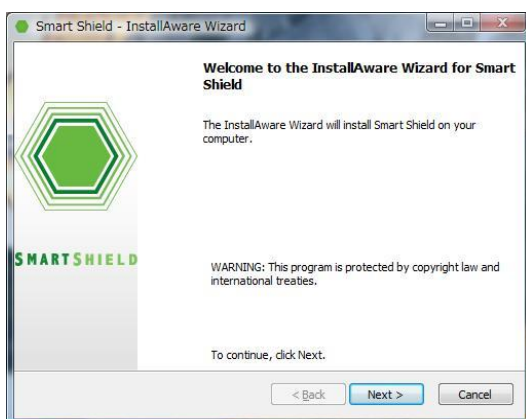 Smart Shield - InstallAware Wizard
Welcome to the InstallAware Wizard for Smart
Shield
The InstallAware Wizard will install Smart Shield on your
computer.
SMARTSHIELD
WARNING: This program is protected by copyright law and
international treaties.
To continue, click Next.
< Back
Next >
Cancel